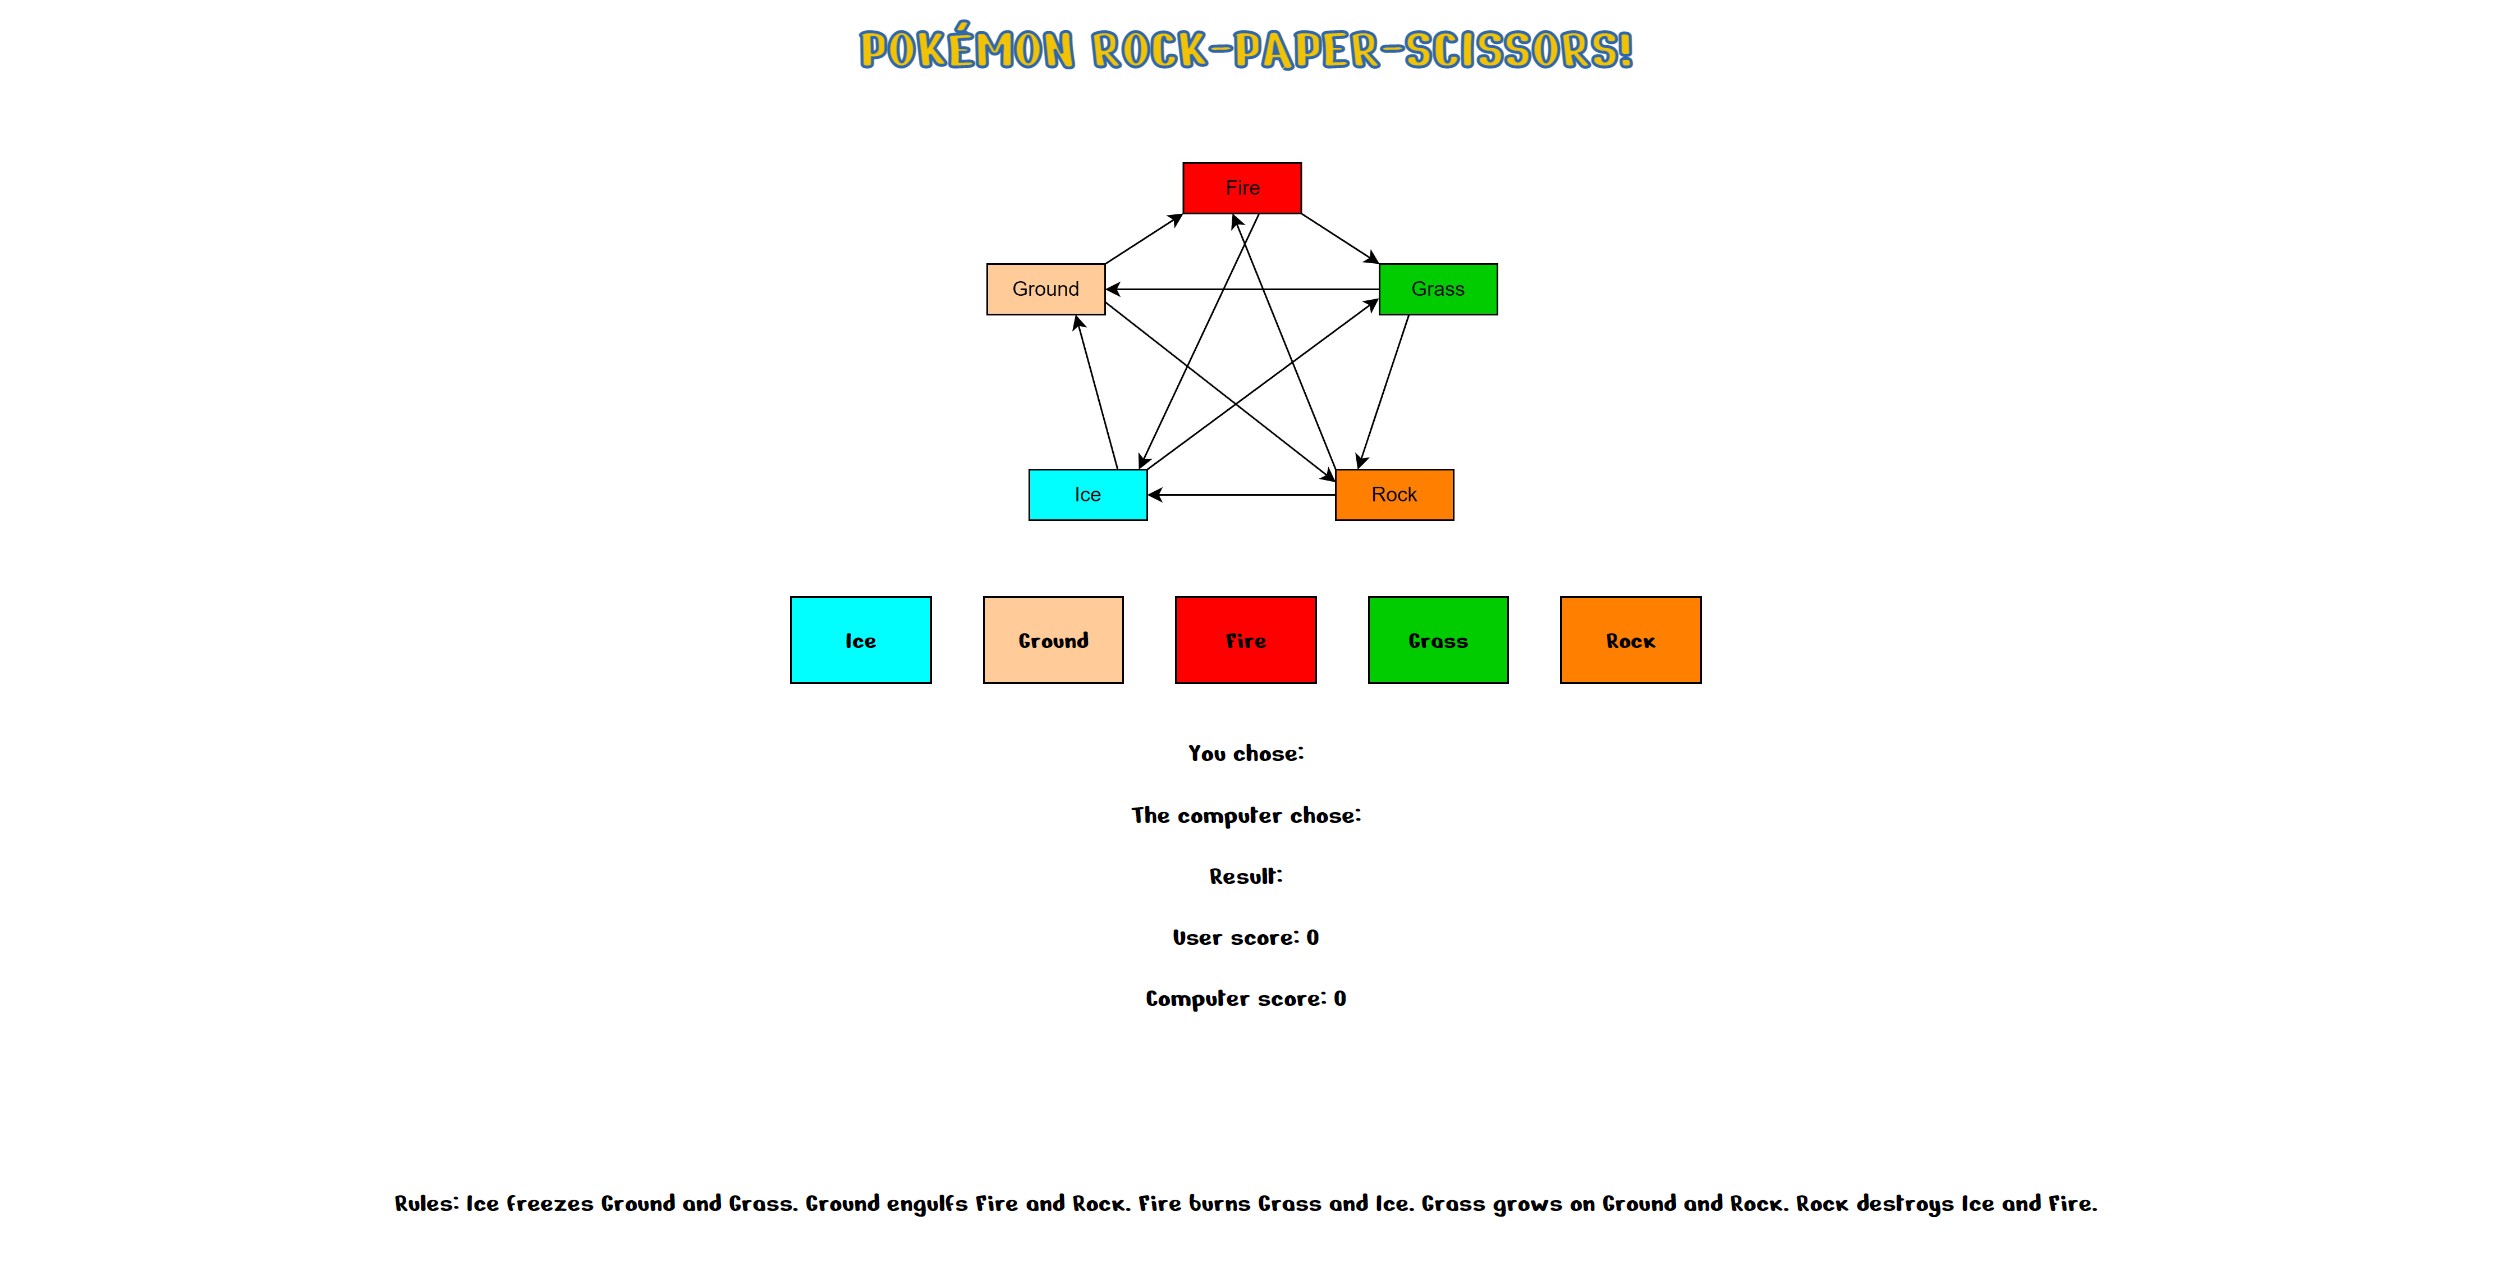 POKÉMON ROCK-PAPER-SCISSORS!
Fire
Ground
Grass
Ice
Rock
Ice
Ground
Fire
Grass
Rock
You chose:
The computer chose:
Result:
User score: 0
Computer score: 0
Rules: Ice freezes Ground and Grass. Ground engulfs Fire and Rock. Fire burns Grass and Ice. Grass grows on Ground and Rock. Rock destroys Ice and Fire.